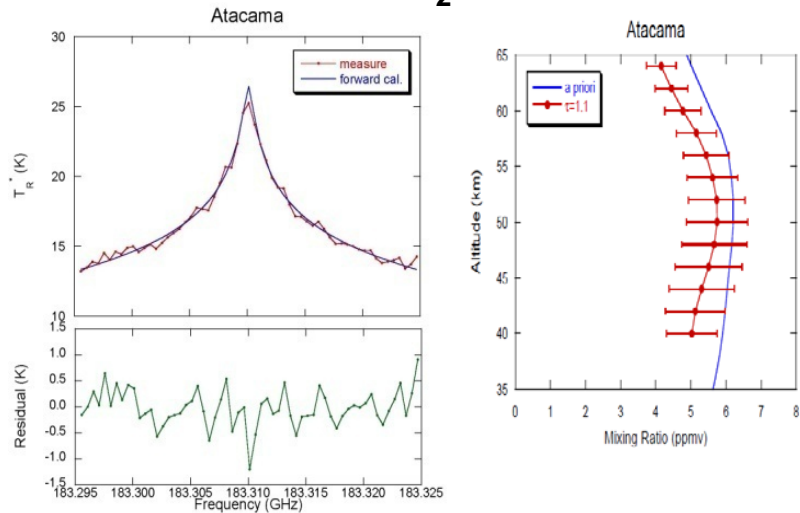 2
Atacama
30
25
20
15
10
T_R^* (K)
measure
forward cal.
1.5
1.0
0.5
0.0
-0.5
-1.0
-1.5
Residual (K)
183.295 183.300 183.305 183.310 183.315 183.320 183.325
Frequency (GHz)
Atacama
65
60
55
50
45
40
35
Altitude (km)
a priori
τ=1.1
0 1 2 3 4 5 6 7 8
Mixing Ratio (ppmv)